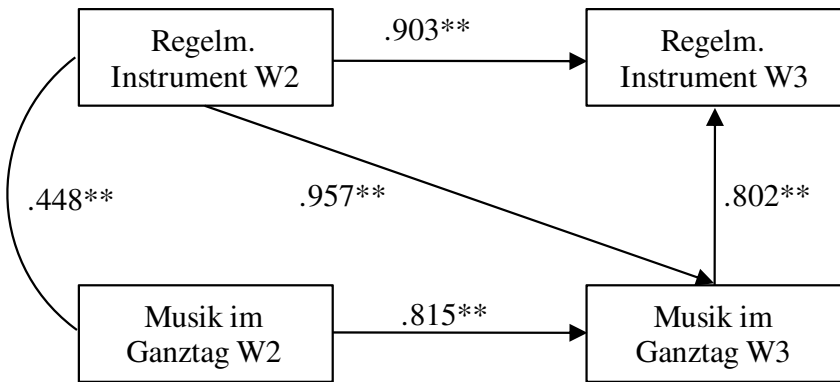 Regelm.
Instrument W2
.903**
Regelm.
Instrument W3
.448**
.957**
.802**
Musik im
Ganztag W2
.815**
Musik im
Ganztag W3